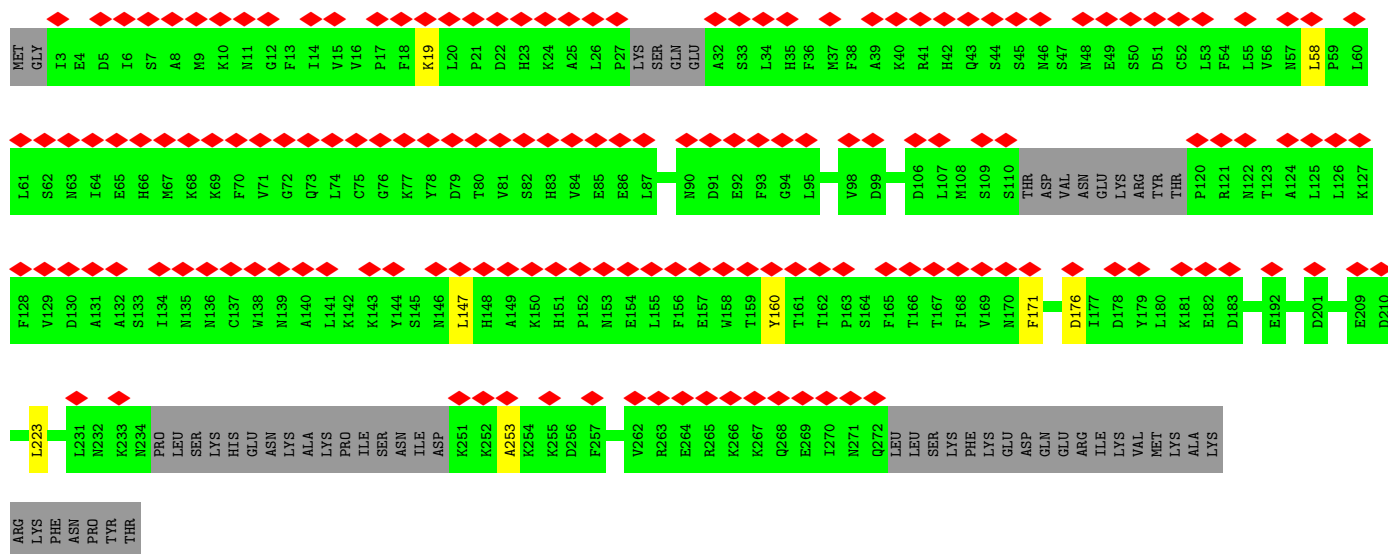 MET GLY I3 E4 D5 I6 S7 A8 M9 K10 N11 G12 F13 I14 V15 V16 P17 F18 K19 L20 P21 D22 H23 K24 A25 L26 P27 LYS SER GLN GLU A32 S33 L34 H35 F36 M37 F38 A39 K40 R41 H42 Q43 S44 S45 N46 S47 N48 E49 S50 D51 C52 L53 F54 L55 V56 N57 L58 P59 L60
L61 S62 N63 I64 E65 H66 M67 K68 K69 F70 V71 G72 Q73 L74 C75 G76 K77 Y78 D79 T80 V81 S82 H83 V84 E85 E86 L87 N90 D91 E92 F93 G94 L95 V98 D99 D106 L107 M108 S109 S110 THR ASP VAL ASN GLU LYS ARG TYR THR P120 R121 N122 T123 A124 L125 L126 K127
F128 V129 D130 A131 A132 S133 I134 N135 N136 C137 W138 N139 A140 L141 K142 K143 Y144 S145 N146 L147 H148 A149 K150 H151 P152 N153 E154 L155 F156 E157 W158 T159 Y160 T161 T162 P163 S164 F165 T166 T167 F168 V169 N170 F171 D176 I177 D178 Y179 L180 K181 E182 D183 E192 D201 E209 D210
L223 L231 N232 K233 N234 PRO LEU SER LYS HIS GLU ASN LYS ALA LYS PRO ILE SER ASN ILE ASP K251 K252 A253 K254 K255 D256 F257 V262 R263 E264 R265 K266 K267 Q268 E269 I270 N271 Q272 LEU LEU SER LYS PHE LYS GLU ASP GLN GLU ARG ILE LYS VAL MET LYS ALA LYS
ARG LYS PHE ASN PRO TYR THR